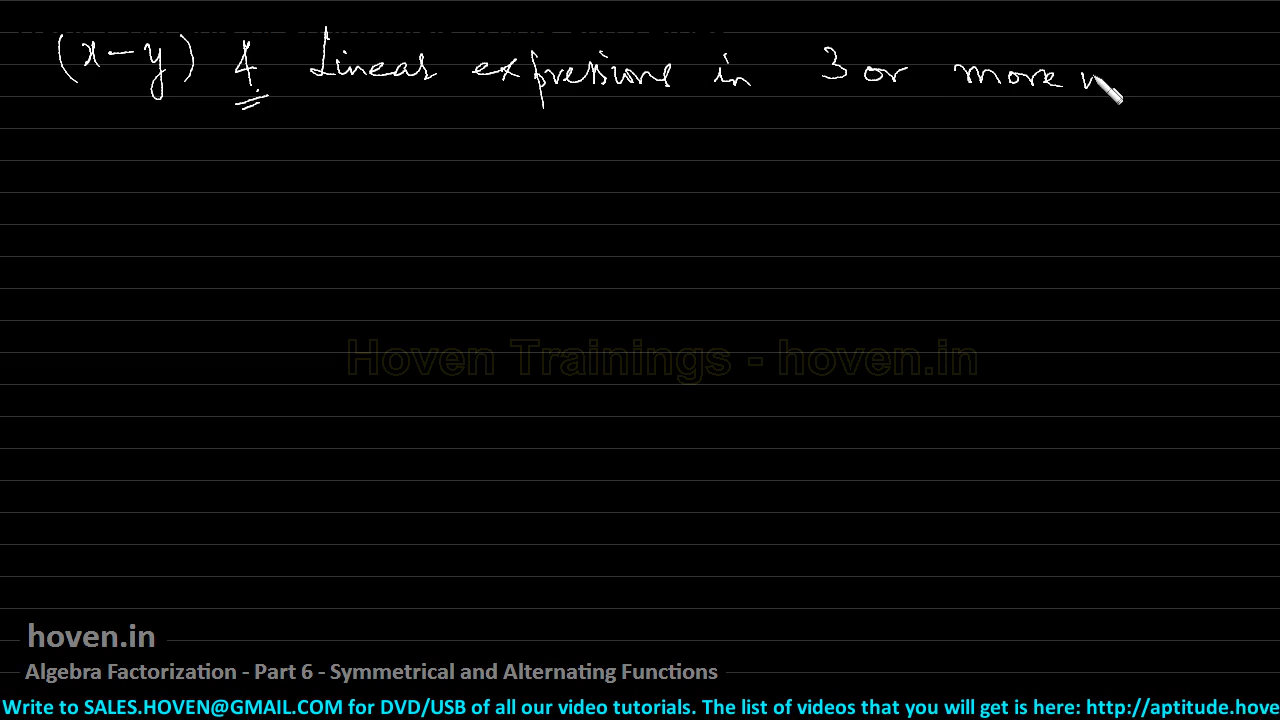 (x-y) 4. Linear expressions in 3 or more
Hoven Trainings - hoven.in
hoven.in
Algebra Factorization - Part 6 - Symmetrical and Alternating Functions
Write to SALES.HOVEN@GMAIL.COM for DVD/USB of all our video tutorials. The list of videos that you will get is here: http://aptitude.hove